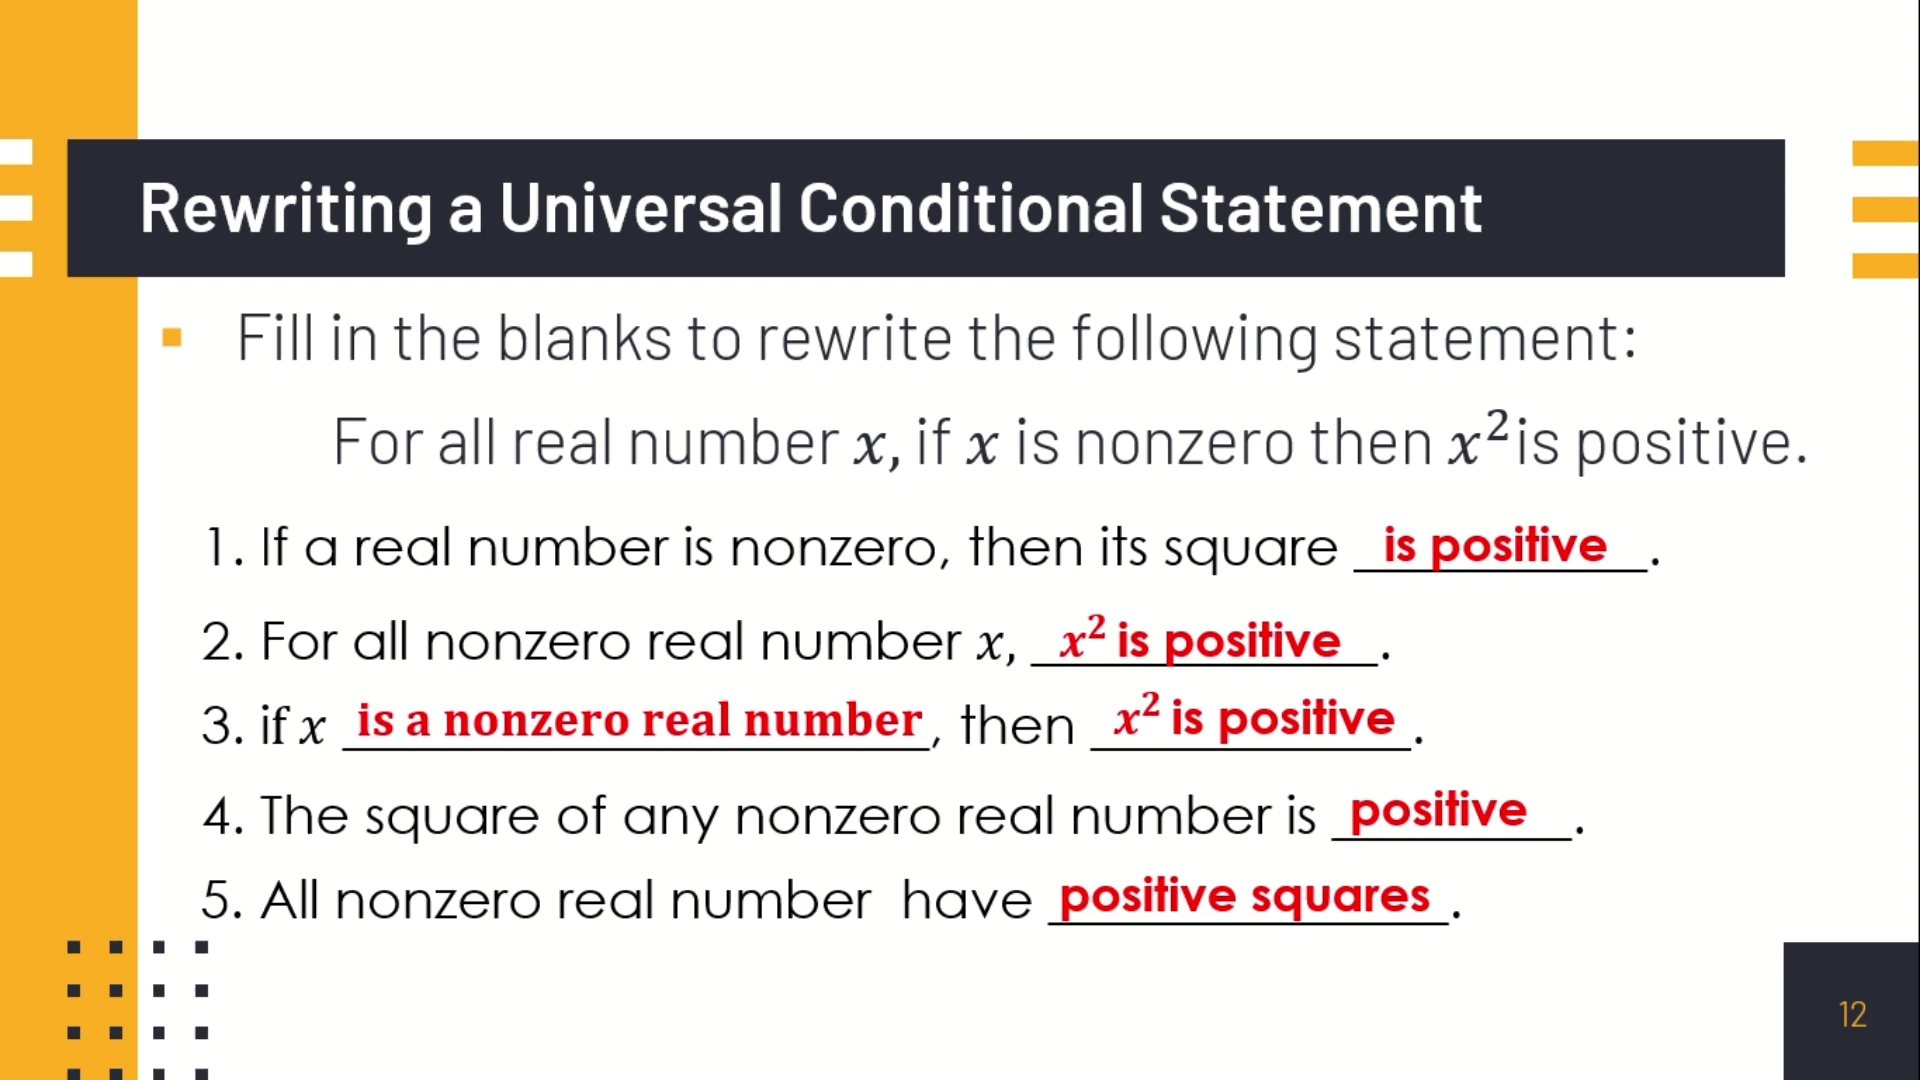 Rewriting a Universal Conditional Statement
Fill in the blanks to rewrite the following statement:
For all real number x, if x is nonzero then x² is positive.
1. If a real number is nonzero, then its square is positive.
2. For all nonzero real number x, x² is positive.
3. if x is a nonzero real number, then x² is positive.
4. The square of any nonzero real number is positive.
5. All nonzero real number have positive squares.
12